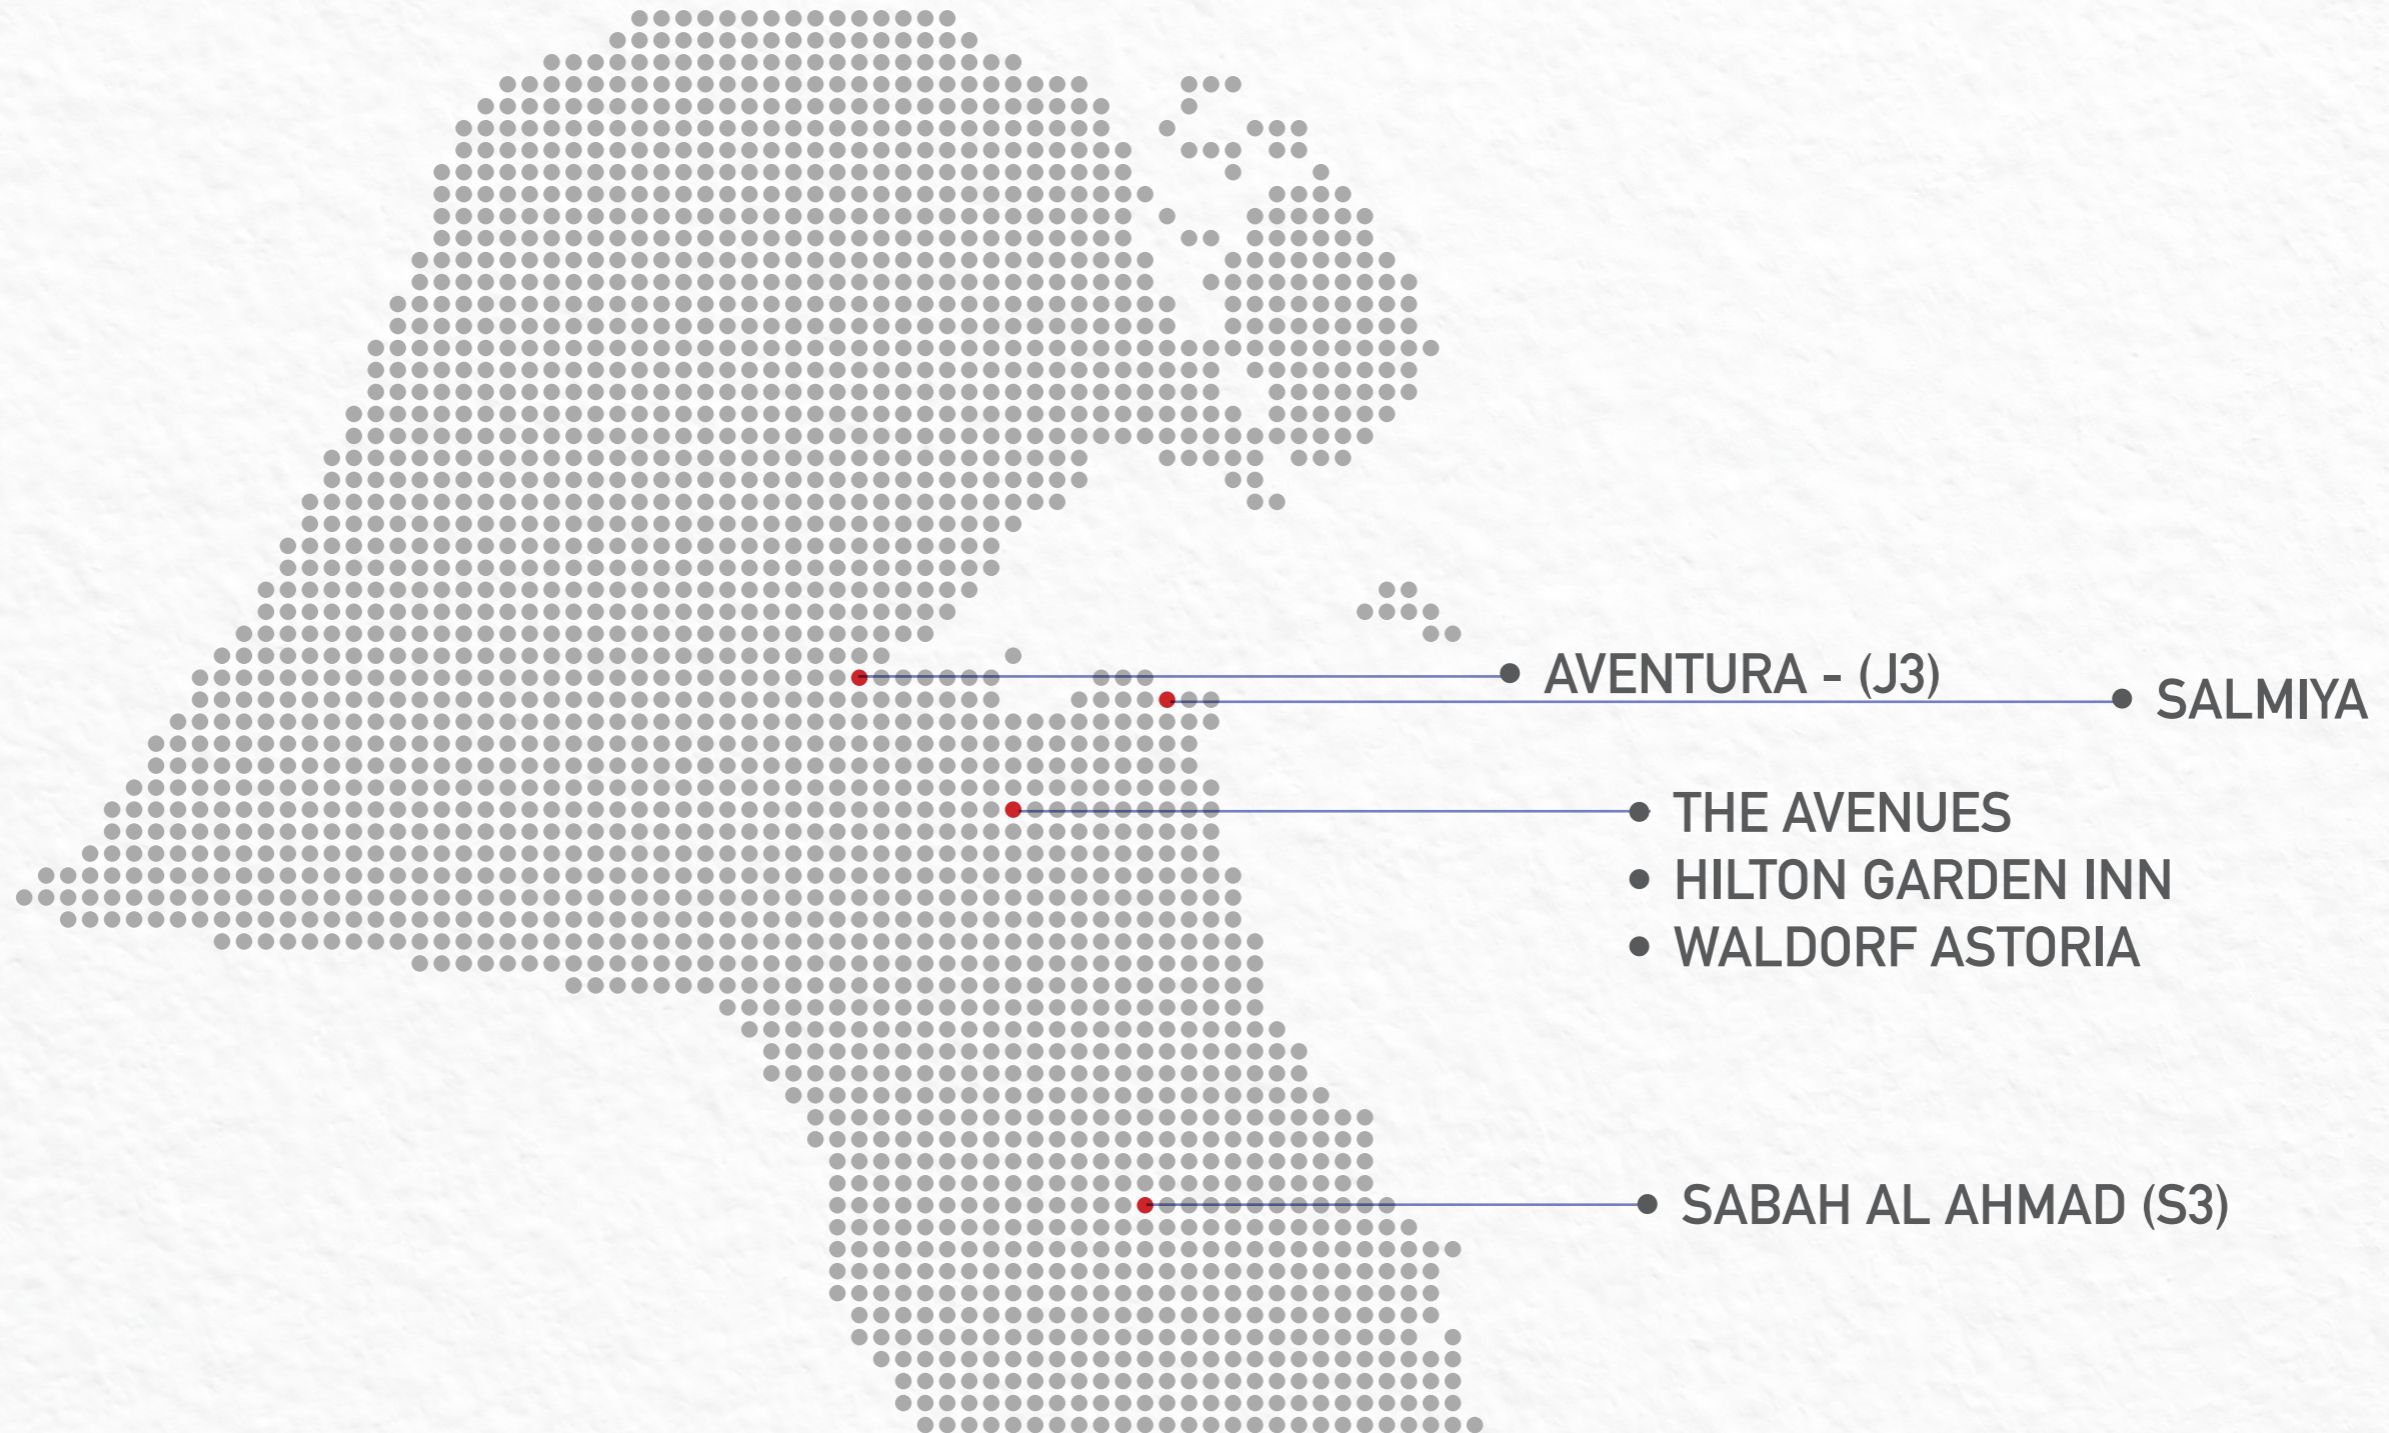 AVENTURA - (J3)
SALMIYA
THE AVENUES
HILTON GARDEN INN
WALDORF ASTORIA
SABAH AL AHMAD (S3)